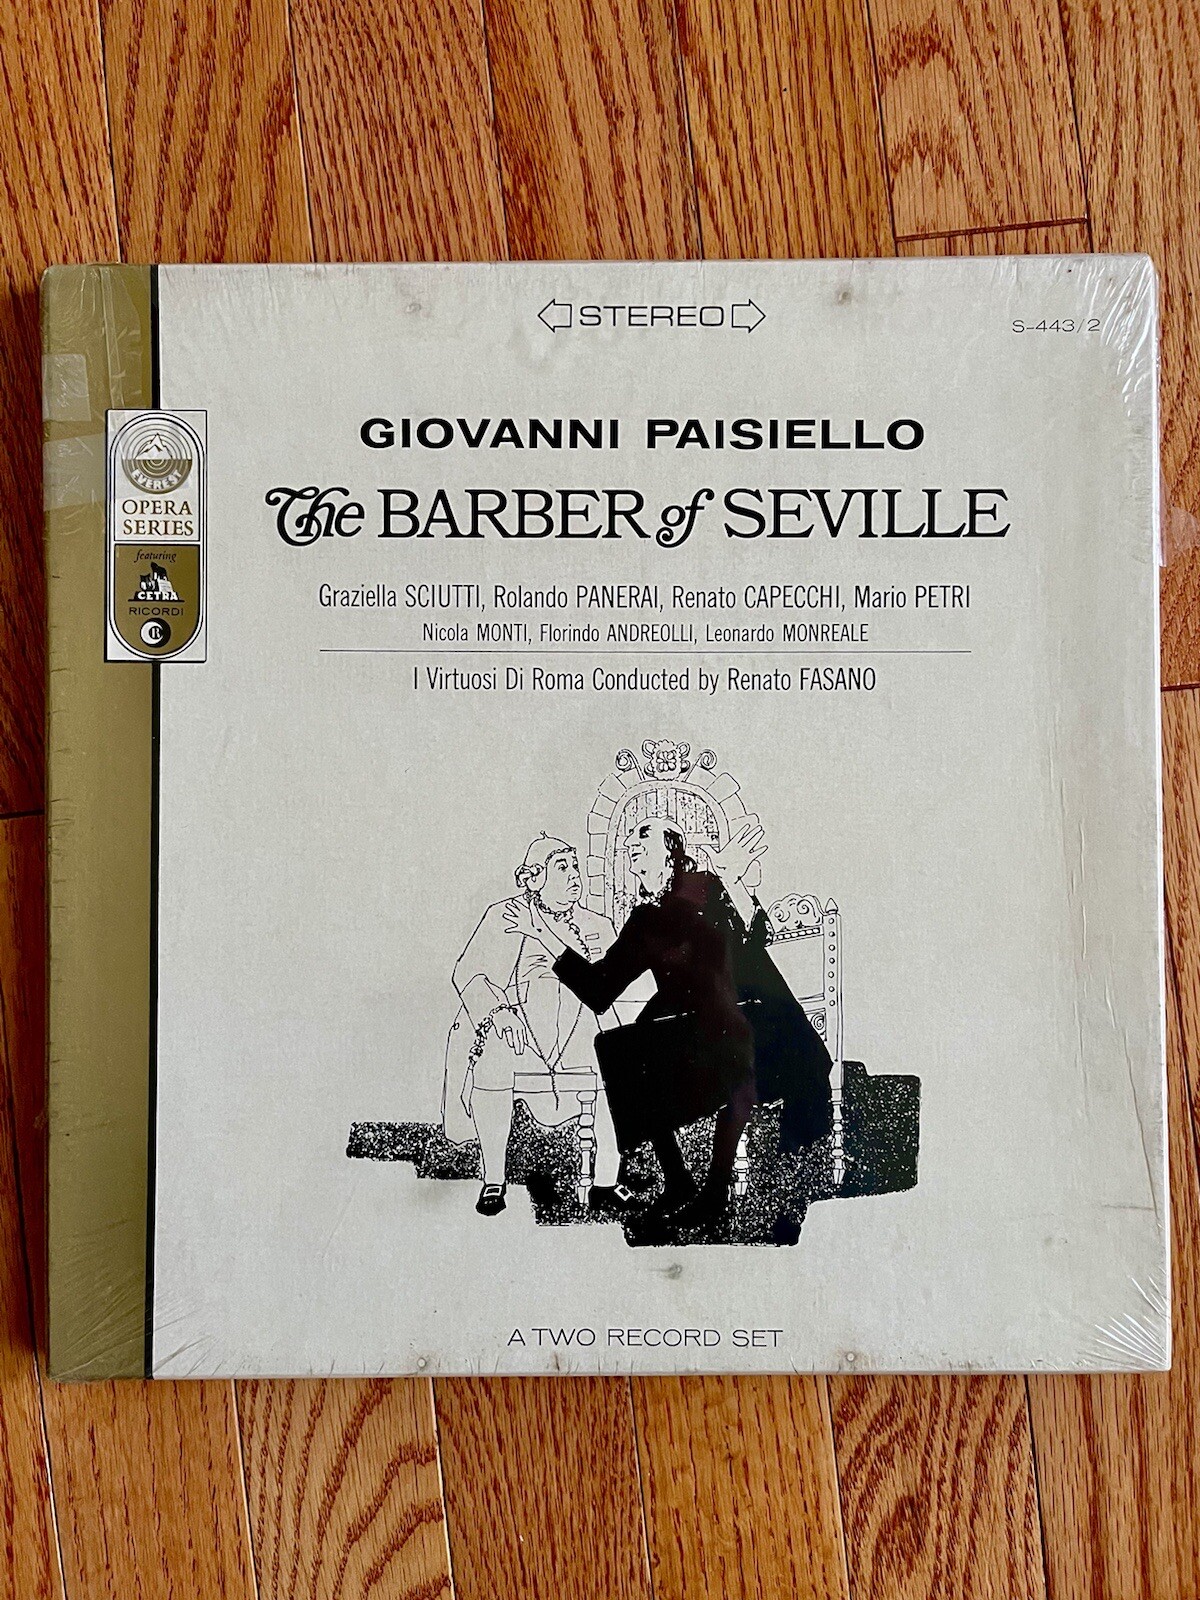 STEREO
S-443/2
GIOVANNI PAISIELLO
The BARBER of SEVILLE
Graziella SCIUTTI, Rolando PANERAI, Renato CAPECCHI, Mario PETRI
Nicola MONTI, Florindo ANDREOLLI, Leonardo MONREALE
I Virtuosi Di Roma Conducted by Renato FASANO
EVEREST
OPERA
SERIES
featuring
CETRA
RICORDI
CR
A TWO RECORD SET